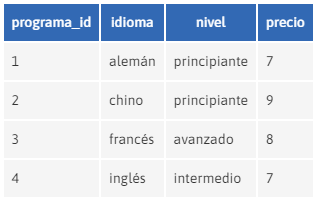 programa_id idioma nivel precio
1 alemán principiante 7
2 chino principiante 9
3 francés avanzado 8
4 inglés intermedio 7